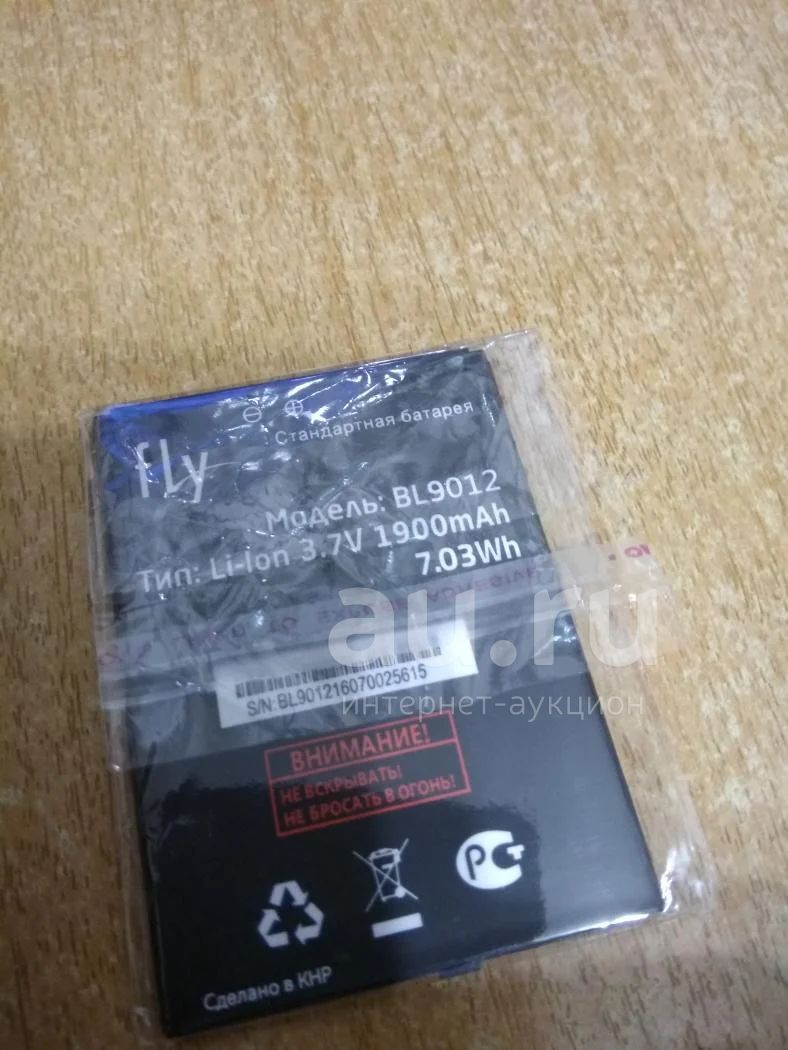 Стандартная батарея
fly
Модель: BL9012
Тип: Li-Ion 3.7V 1900mAh
7.03Wh
ADHESIVE
au.ru
интернет-аукцион
S/N:BL901216070025615
ВНИМАНИЕ!
НЕ ВСКРЫВАТЬ!
НЕ БРОСАТЬ В ОГОНЬ!
РСТ
Сделано в КНР